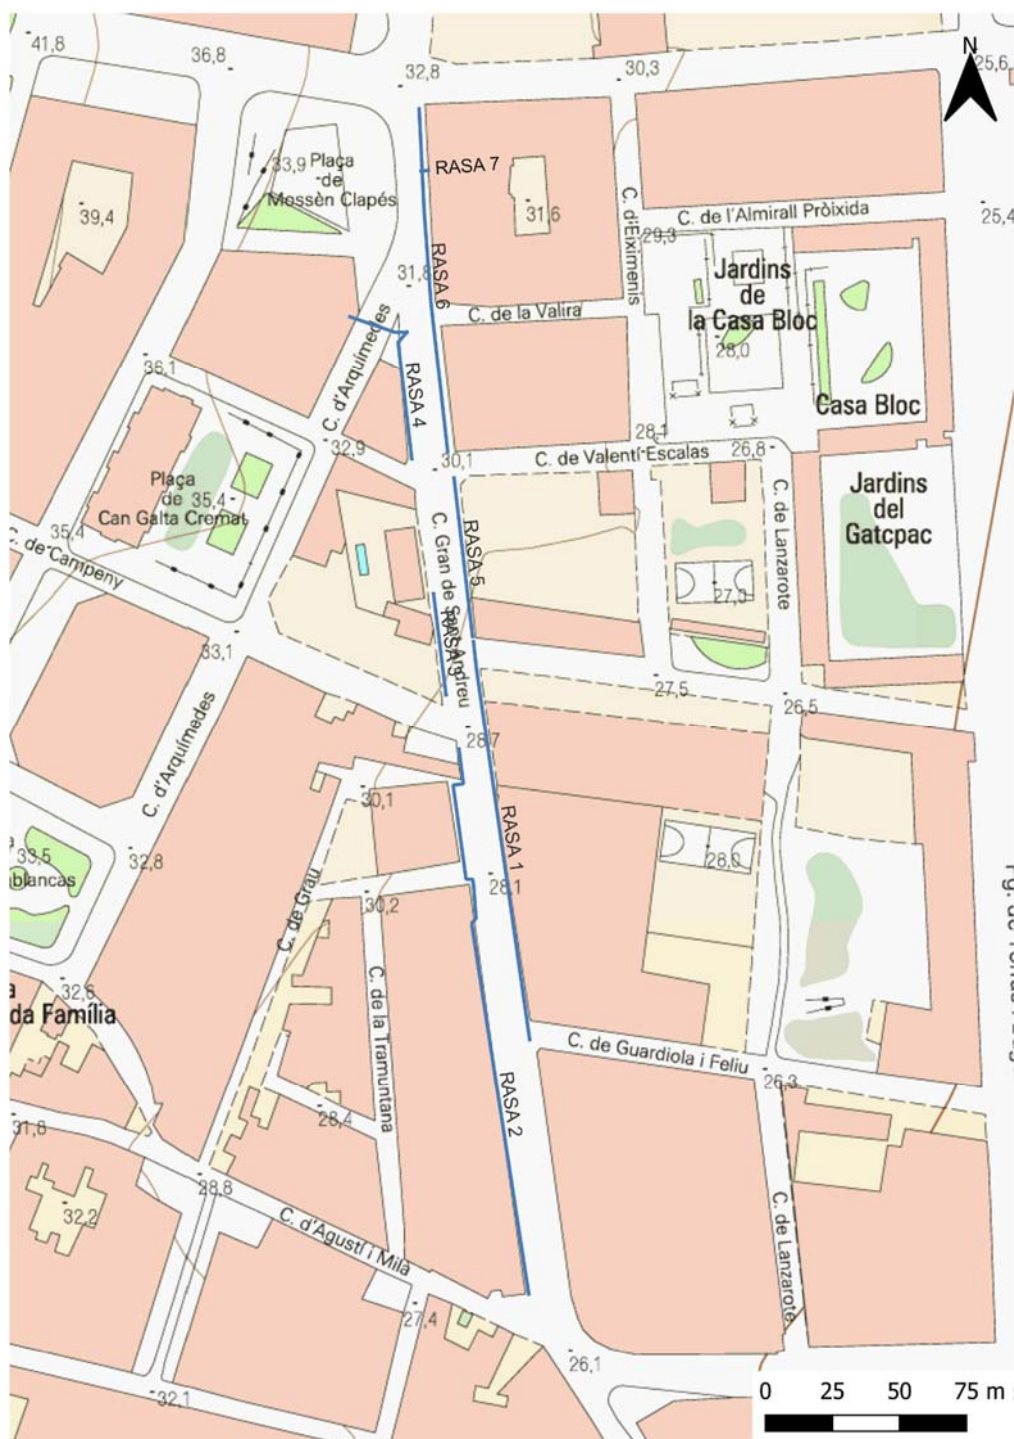 41,8
36,8
32,8
30,3
N
25,6
33,9
Plaça
de
Mossèn Clapés
RASA 7
39,4
31,6
C. d'Eiximenis
C. de l'Almirall Pròixida
25,4
29,3
31,8
RASA 6
Jardins
de
la Casa Bloc
28,0
C. de la Valira
C. d'Arquímedes
36,1
RASA 4
Casa Bloc
32,9
30,1
28,1
26,8
C. de Valentí Escalas
Plaça
de
Can Galta Cremat
35,4
35,4
C. de Campeny
C. Gran de Sant Andreu
RASA 5
RASA 3
C. de Lanzarote
Jardins
del
Gatcpac
27,5
33,1
27,5
26,5
C. d'Arquímedes
28,7
30,1
RASA 1
33,5
blancas
32,8
28,0
28,1
C. de Grau
30,2
32,6
da Família
C. de la Tramuntana
C. de Guardiola i Feliu
26,3
RASA 2
31,8
28,4
28,8
32,2
C. d'Agustí i Milà
C. de Lanzarote
27,4
26,1
32,1
0 25 50 75 m